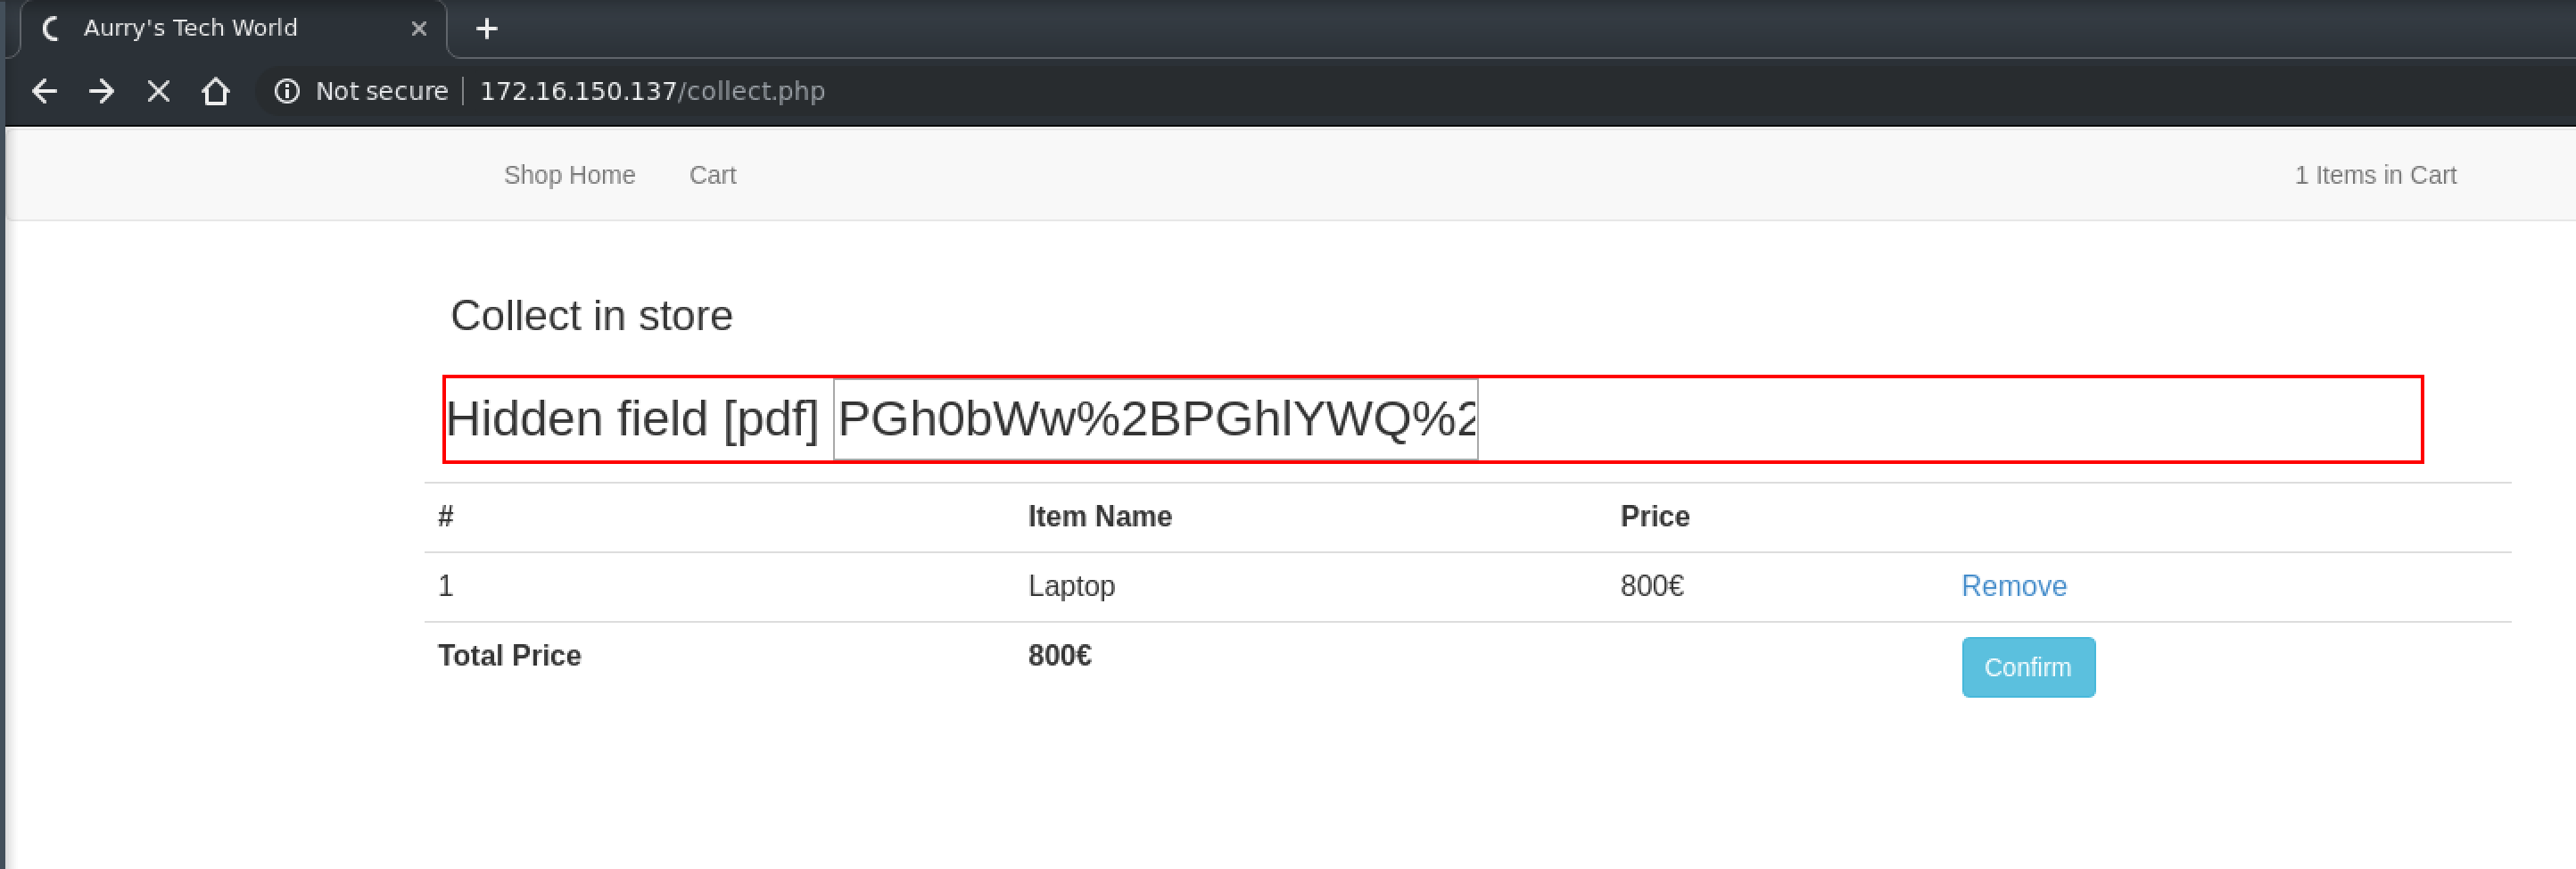 Aurry's Tech World
Not secure 172.16.150.137/collect.php
Shop Home Cart 1 Items in Cart
Collect in store
Hidden field [pdf] PGh0bWw%2BPGhlYWQ%2
# Item Name Price
1 Laptop 800€ Remove
Total Price 800€ Confirm